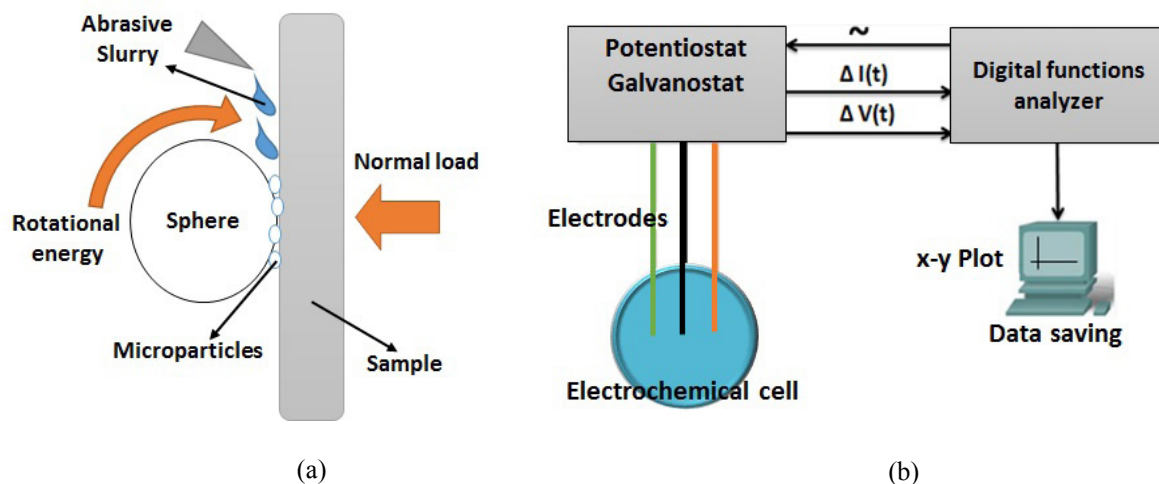 Abrasive
Slurry
Normal load
Rotational
energy
Sphere
Microparticles
Sample
(a)
Potentiostat
Galvanostat
~
Δ I(t)
Δ V(t)
Digital functions
analyzer
Electrodes
x-y Plot
Data saving
Electrochemical cell
(b)